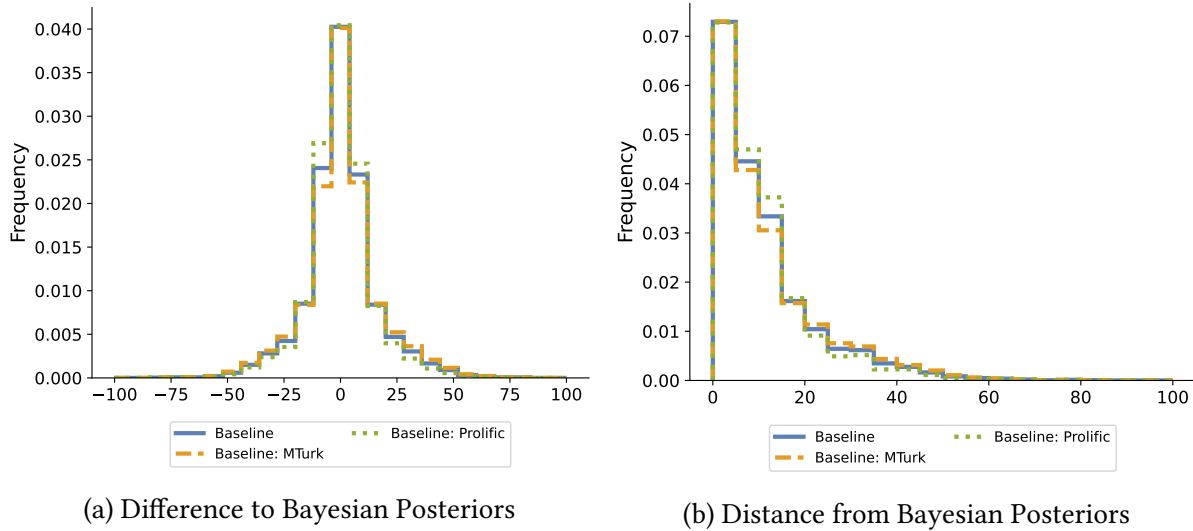 Frequency
0.040
0.035
0.030
0.025
0.020
0.015
0.010
0.005
0.000
−100 −75 −50 −25 0 25 50 75 100
Baseline Baseline: Prolific
Baseline: MTurk
(a) Difference to Bayesian Posteriors
Frequency
0.07
0.06
0.05
0.04
0.03
0.02
0.01
0.00
0 20 40 60 80 100
Baseline Baseline: Prolific
Baseline: MTurk
(b) Distance from Bayesian Posteriors